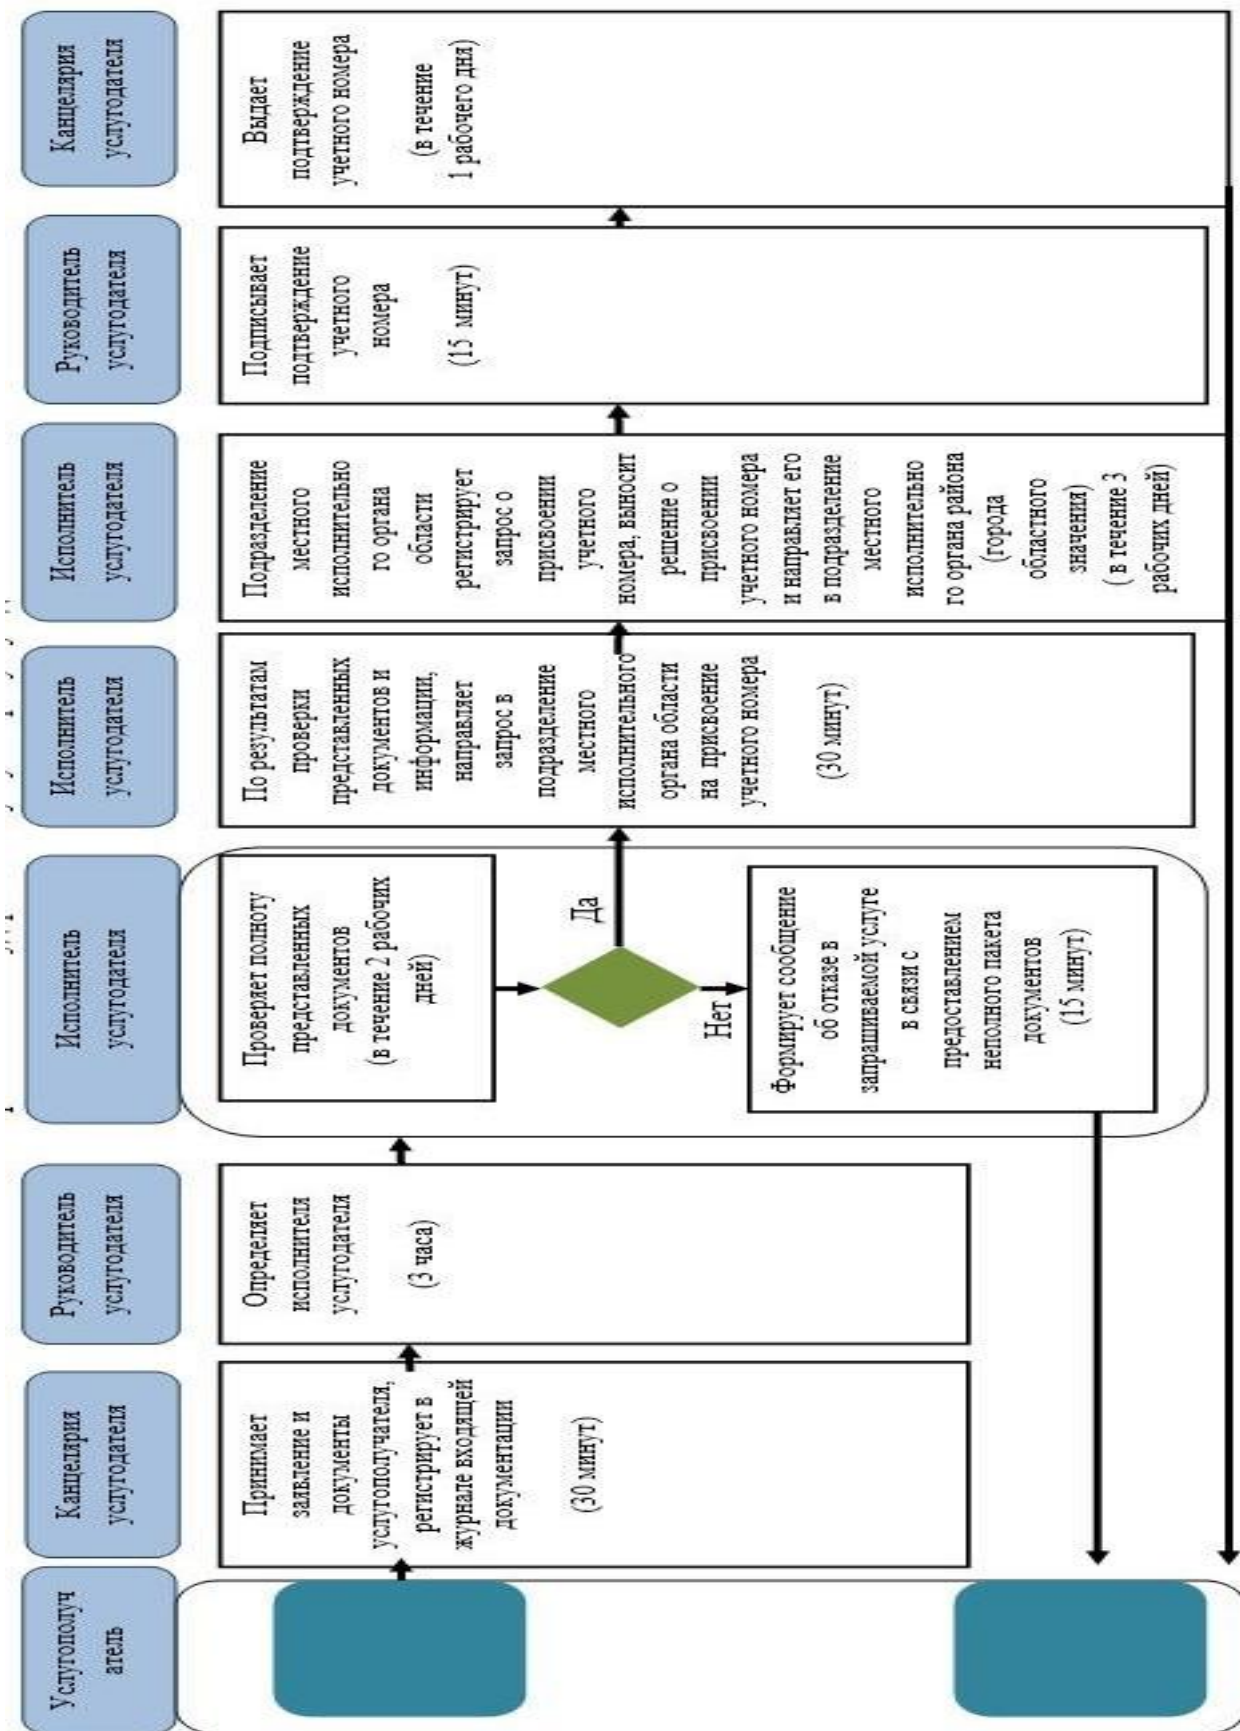 Услугополуч
атель
Канцелярия
услугодателя
Руководитель
услугодателя
Исполнитель
услугодателя
Исполнитель
услугодателя
Исполнитель
услугодателя
Руководитель
услугодателя
Канцелярия
услугодателя
Принимает
заявление и
документы
услугополучателя,
регистрирует в
журнале входящей
документации
(30 минут)
Определяет
исполнителя
услугодателя
(3 часа)
Проверяет полноту
представленных
документов
(в течение 2 рабочих
дней)
Да
Нет
Формирует сообщение
об отказе в
запрашиваемой услуге
в связи с
предоставлением
неполного пакета
документов
(15 минут)
По результатам
проверки
представленных
документов и
информации,
направляет
запрос в
подразделение
местного
исполнительного
органа области
на присвоение
учетного номера
(30 минут)
Подразделение
местного
исполнительно
го органа
области
регистрирует
запрос о
присвоении
учетного
номера, выносит
решение о
присвоении
учетного номера
и направляет его
в подразделение
местного
исполнительно
го органа района
(города
областного
значения)
( в течение 3
рабочих дней)
Подписывает
подтверждение
учетного
номера
(15 минут)
Выдает
подтверждение
учетного номера
(в течение
1 рабочего дня)